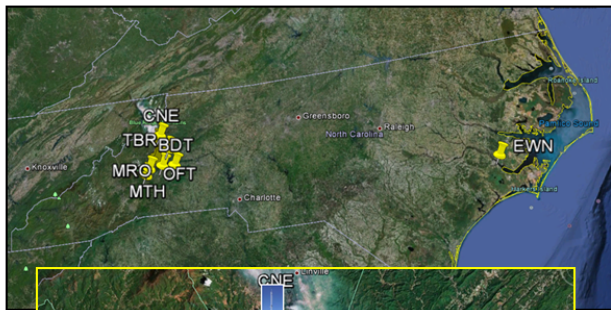 CNE
Greensboro
Raleigh
North Carolina
TBR
BDT
EWN
Knoxville
MRO
OFT
MTH
Charlotte
CNE